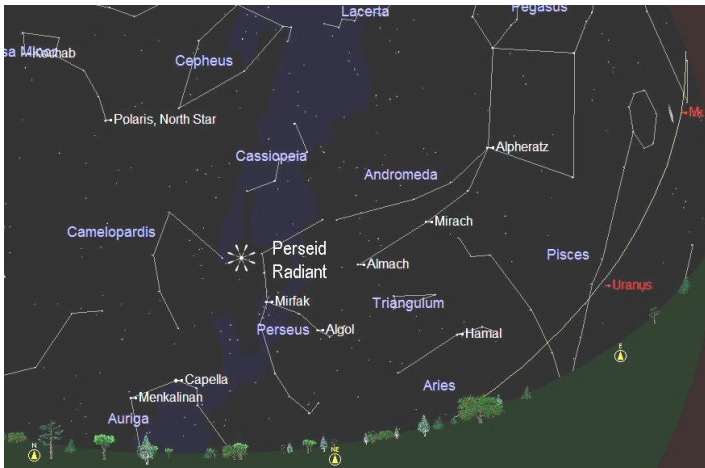 Lacerta
Pegasus
Kochab
Cepheus
Polaris, North Star
Alpheratz
Cassiopeia
Andromeda
Mirach
Camelopardis
Perseid
Radiant
Pisces
Almach
Uranus
Mirfak
Triangulum
Perseus
Algol
Hamal
Capella
Aries
Menkalinan
Auriga
N
NE
E